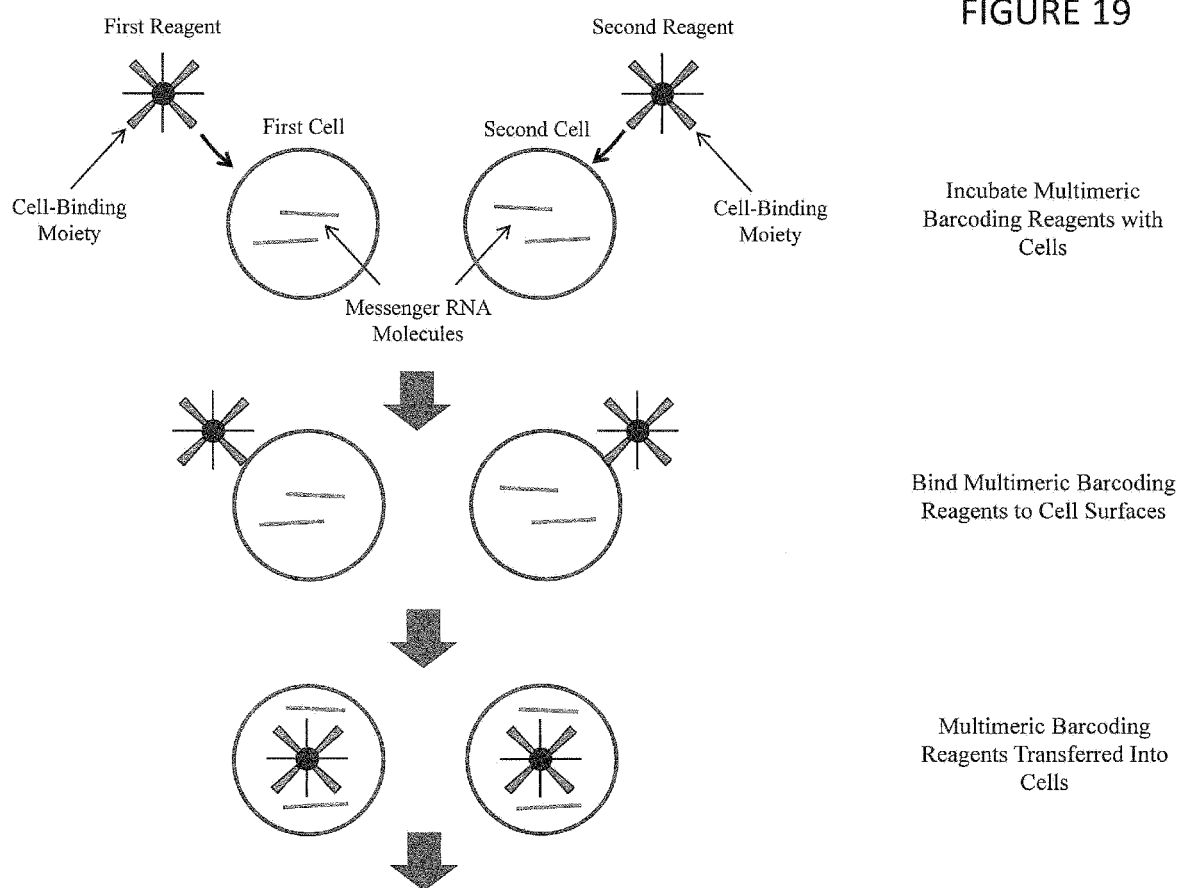 FIGURE 19
First Reagent
Second Reagent
First Cell
Second Cell
Cell-Binding
Moiety
Cell-Binding
Moiety
Incubate Multimeric
Barcoding Reagents with
Cells
Messenger RNA
Molecules
Bind Multimeric Barcoding
Reagents to Cell Surfaces
Multimeric Barcoding
Reagents Transferred Into
Cells